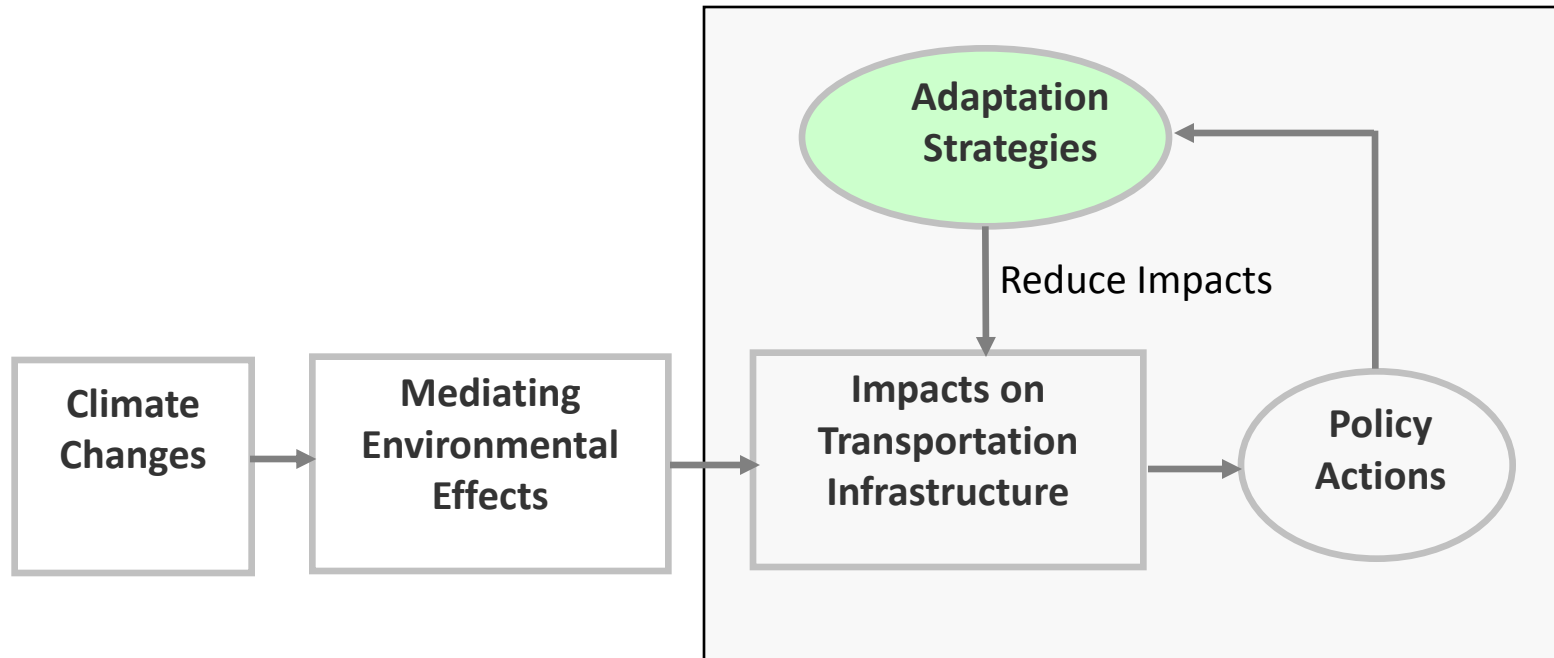 Adaptation
Strategies
Reduce Impacts
Climate
Changes
Mediating
Environmental
Effects
Impacts on
Transportation
Infrastructure
Policy
Actions